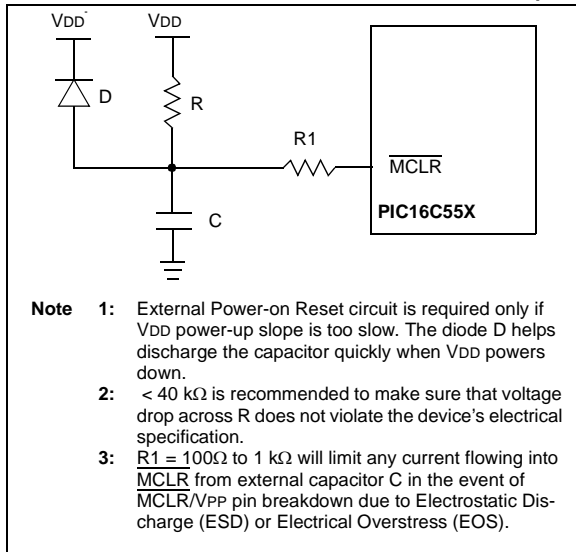 VDD VDD
D
R
R1
MCLR
C
PIC16C55X
Note 1: External Power-on Reset circuit is required only if
VDD power-up slope is too slow. The diode D helps
discharge the capacitor quickly when VDD powers
down.
2: < 40 kΩ is recommended to make sure that voltage
drop across R does not violate the device's electrical
specification.
3: R1 = 100Ω to 1 kΩ will limit any current flowing into
MCLR from external capacitor C in the event of
MCLR/VPP pin breakdown due to Electrostatic Dis-
charge (ESD) or Electrical Overstress (EOS).